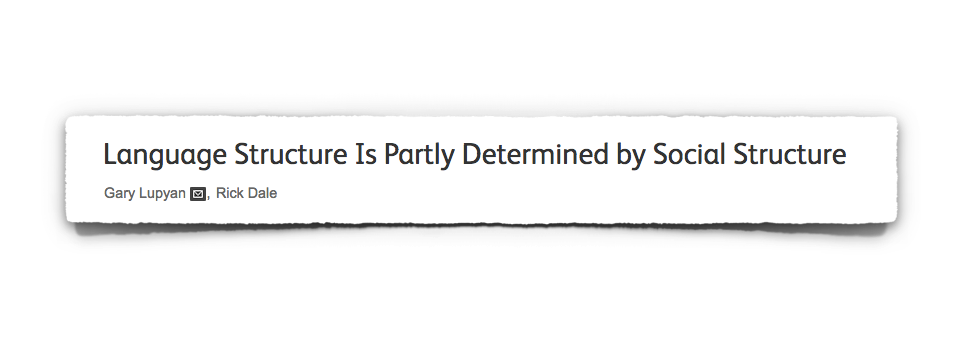 Language Structure Is Partly Determined by Social Structure
Gary Lupyan, Rick Dale